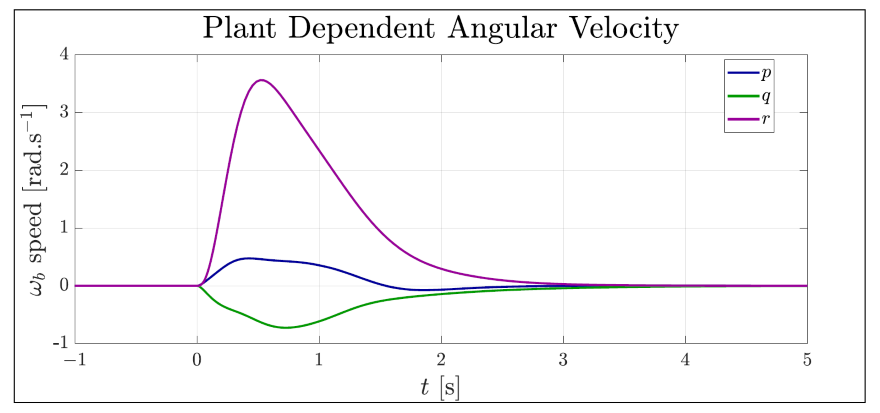 Plant Dependent Angular Velocity
4
3
2
1
0
-1
−1
0
1
2
3
4
5
ω_b speed [rad.s⁻¹]
t [s]
p
q
r